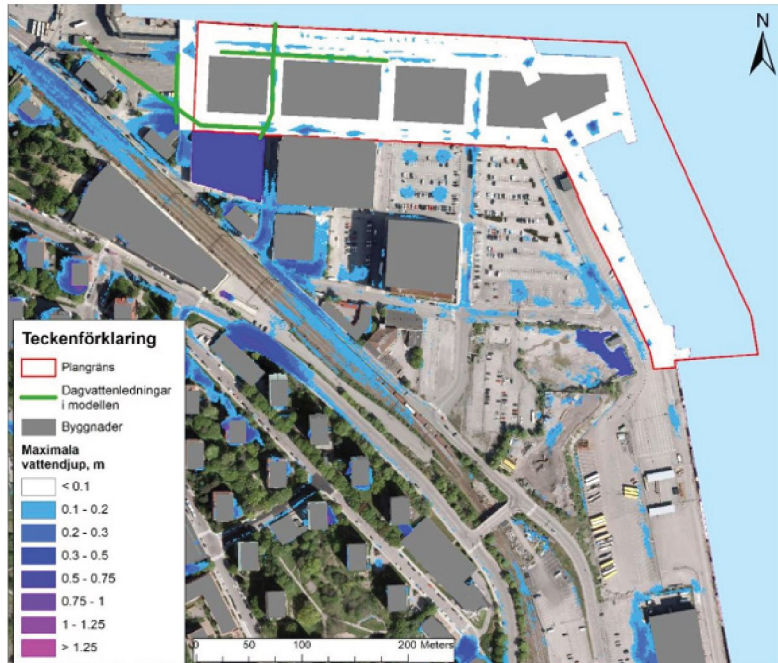 N
Teckenförklaring
Plangräns
Dagvattenledningar
i modellen
Byggnader
Maximala
vattendjup, m
< 0.1
0.1 - 0.2
0.2 - 0.3
0.3 - 0.5
0.5 - 0.75
0.75 - 1
1 - 1.25
> 1.25
0 50 100 200 Meters